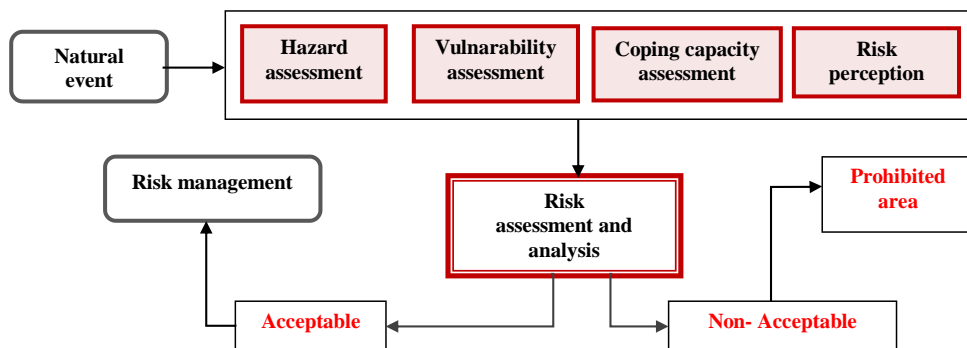 Natural
event
Hazard
assessment
Vulnarability
assessment
Coping capacity
assessment
Risk
perception
Risk management
Risk
assessment and
analysis
Prohibited
area
Acceptable
Non- Acceptable